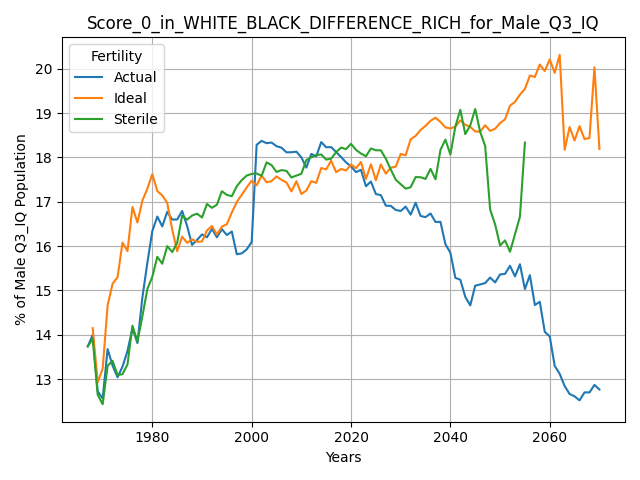 Score_0_in_WHITE_BLACK_DIFFERENCE_RICH_for_Male_Q3_IQ
Fertility
Actual
Ideal
Sterile
% of Male Q3_IQ Population
20
19
18
17
16
15
14
13
1980 2000 2020 2040 2060
Years